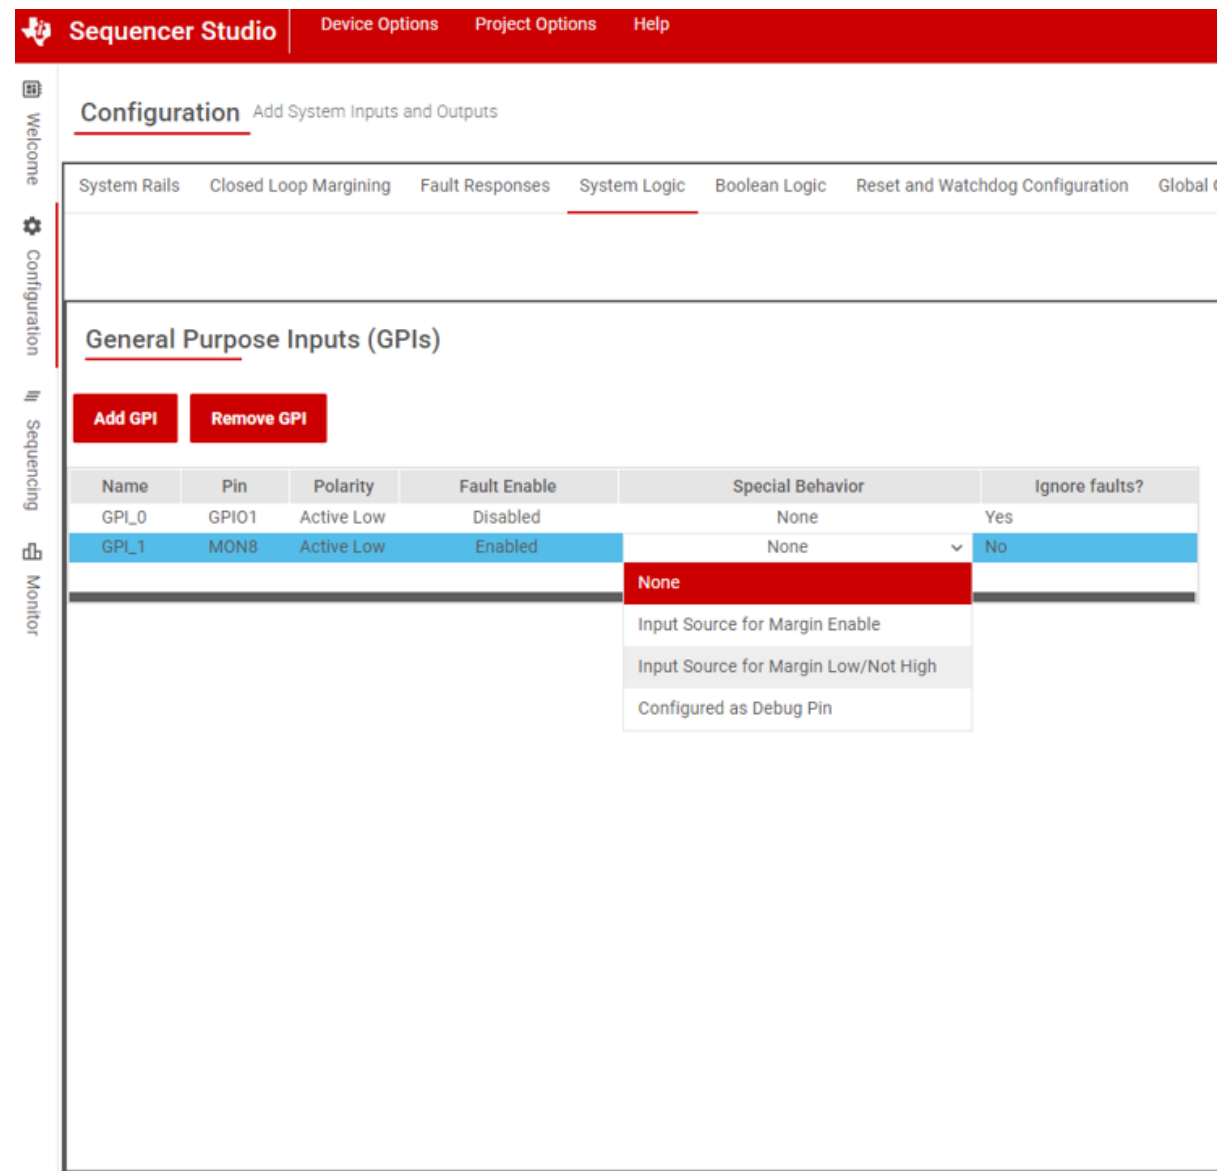 Sequencer Studio Device Options Project Options Help
Welcome
Configuration
Sequencing
Monitor
Configuration Add System Inputs and Outputs
System Rails Closed Loop Margining Fault Responses System Logic Boolean Logic Reset and Watchdog Configuration Global
General Purpose Inputs (GPIs)
Add GPI Remove GPI
Name Pin Polarity Fault Enable Special Behavior Ignore faults?
GPI_0 GPIO1 Active Low Disabled None Yes
GPI_1 MON8 Active Low Enabled None No
None
Input Source for Margin Enable
Input Source for Margin Low/Not High
Configured as Debug Pin